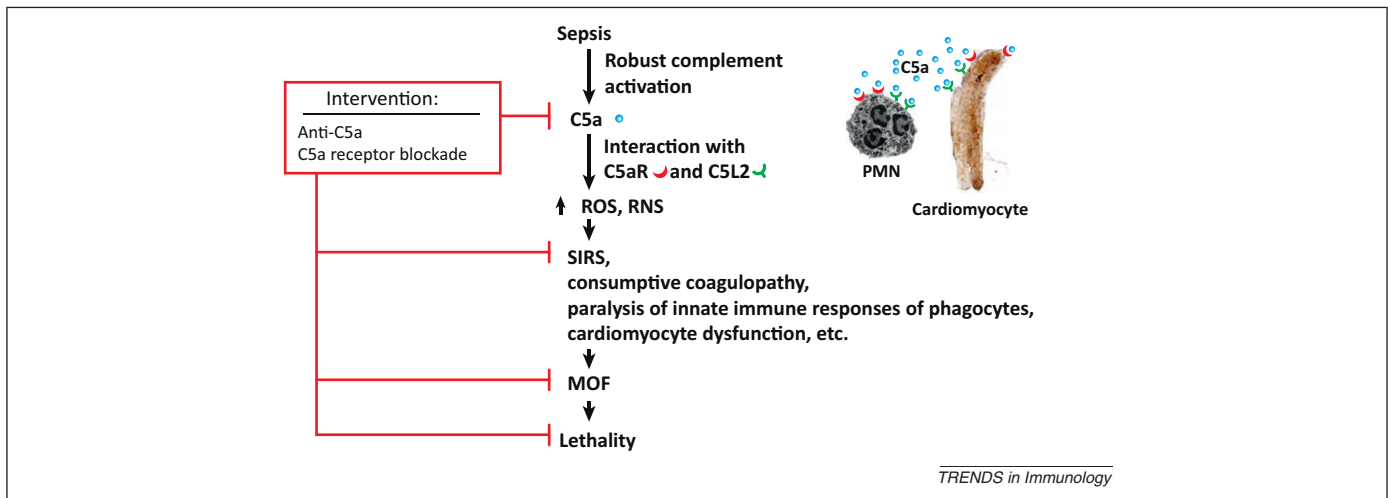 Sepsis
Robust complement
activation
C5a
Intervention:
Anti-C5a
C5a receptor blockade
C5a
Interaction with
C5aR and C5L2
PMN
Cardiomyocyte
ROS, RNS
SIRS,
consumptive coagulopathy,
paralysis of innate immune responses of phagocytes,
cardiomyocyte dysfunction, etc.
MOF
Lethality
TRENDS in Immunology